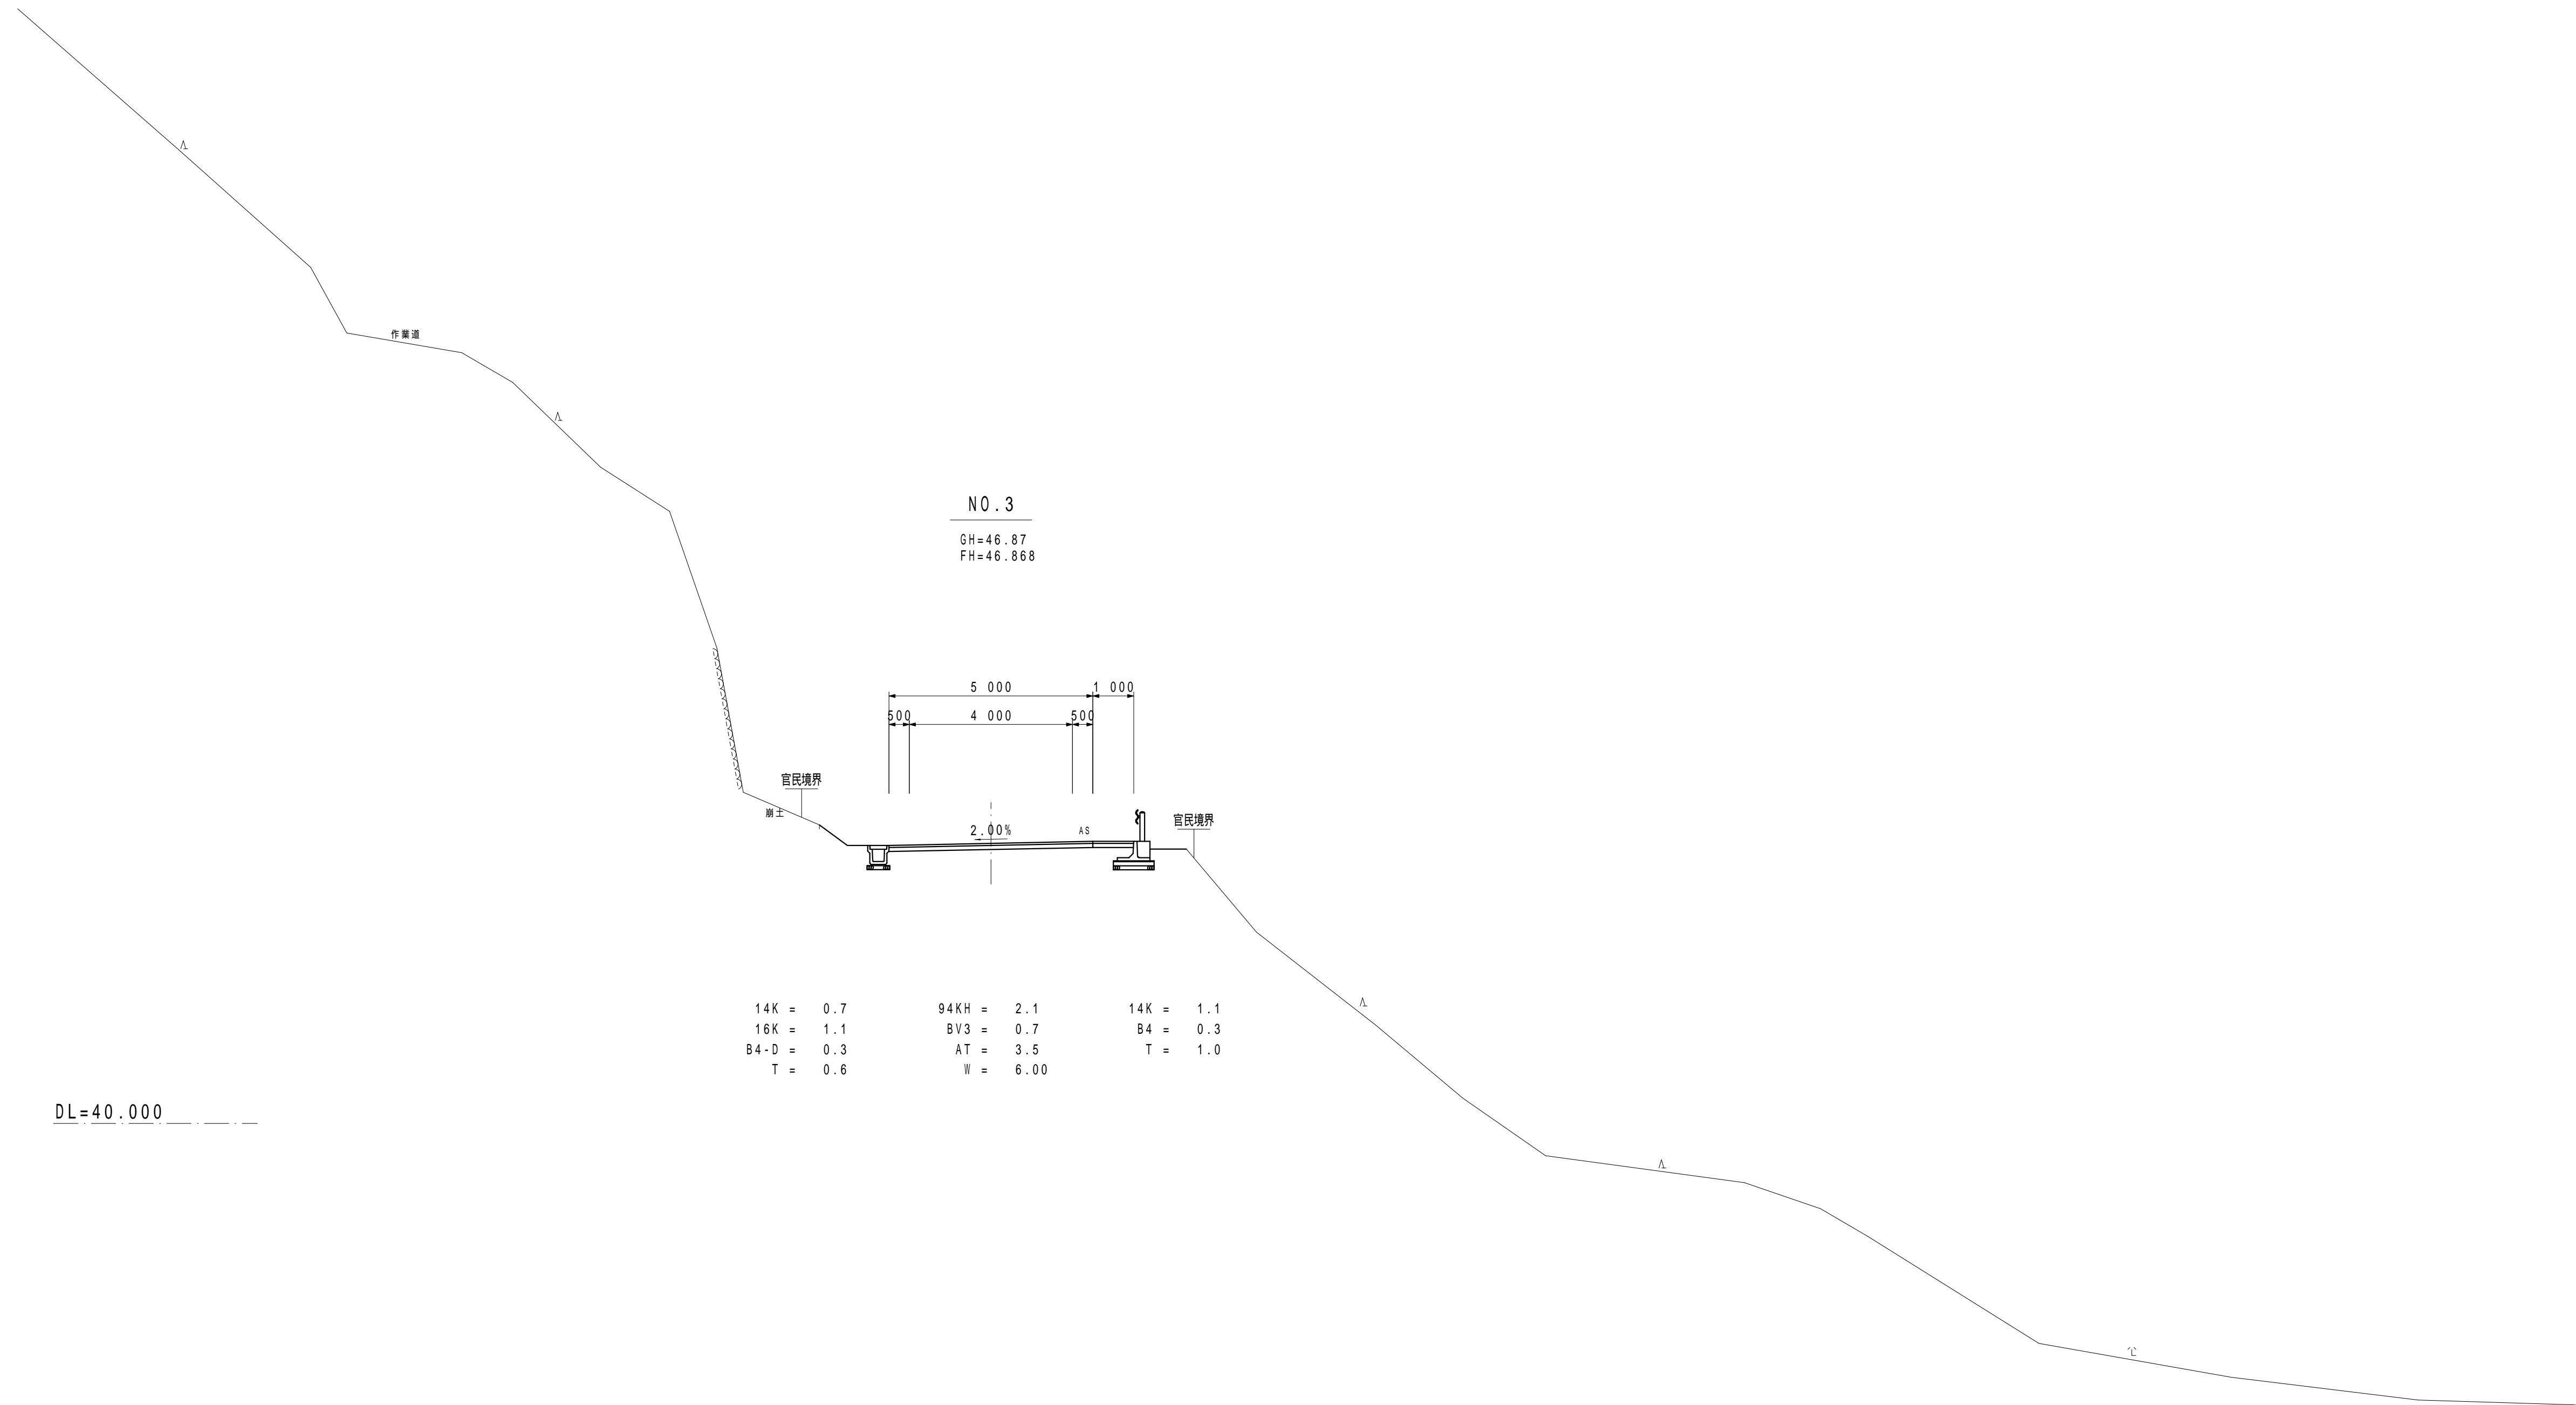 作業道
NO.3
GH=46.87
FH=46.868
5 000 1 000
500 4 000 500
官民境界
崩土
2.00%
AS
官民境界
14K = 0.7 94KH = 2.1 14K = 1.1
16K = 1.1 BV3 = 0.7 B4 = 0.3
B4-D = 0.3 AT = 3.5 T = 1.0
T = 0.6 W = 6.00
DL=40.000